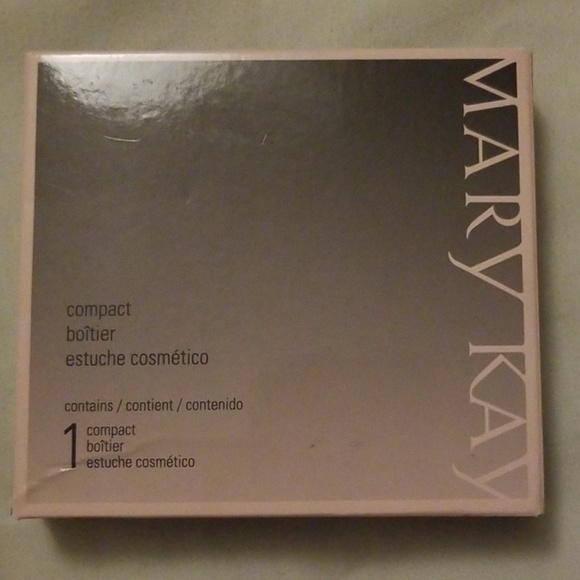 compact
boîtier
estuche cosmético
contains / contient / contenido
1 compact
boîtier
estuche cosmético
MARY KAY